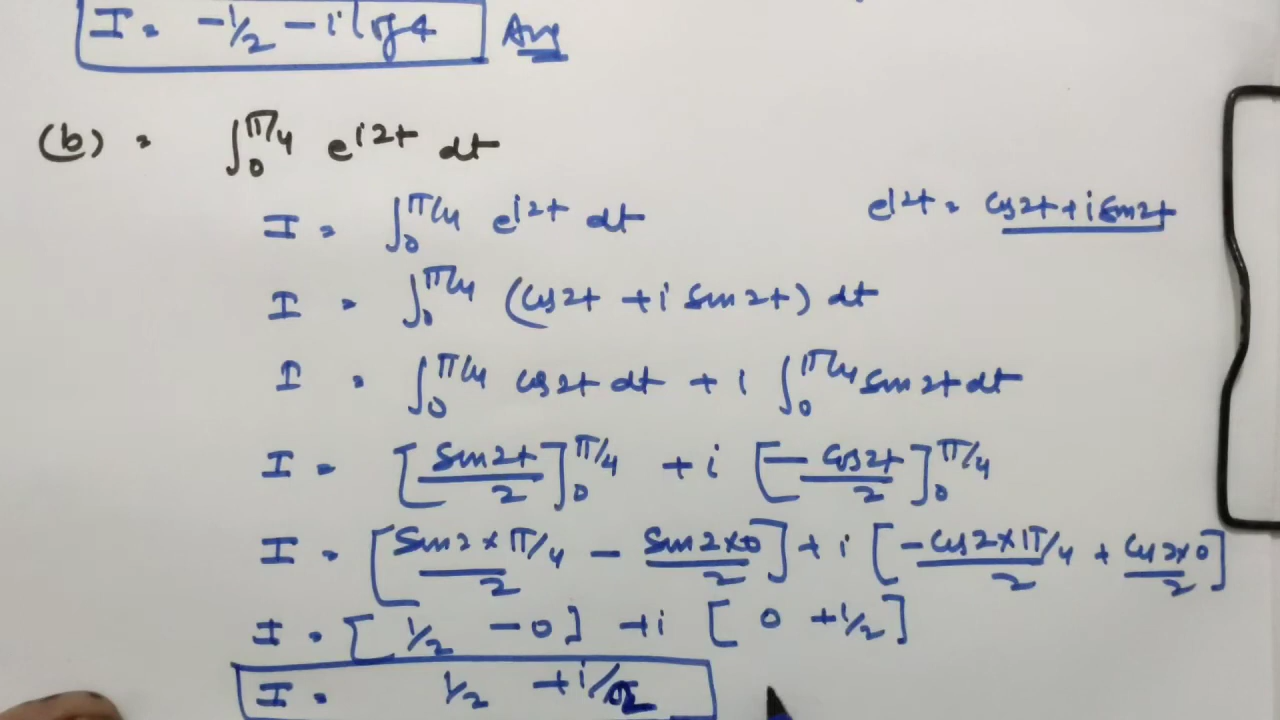 I = -1/2 - i log 4 Ans
(b) = ∫₀^π/4 e^i2t dt
I = ∫₀^π/4 e^i2t dt e^i2t = cos2t + i sin2t
I = ∫₀^π/4 (cos2t + i sin2t) dt
I = ∫₀^π/4 cos2t dt + i ∫₀^π/4 sin2t dt
I = [sin2t/2]₀^π/4 + i [-cos2t/2]₀^π/4
I = [sin2×π/4/2 - sin2×0/2] + i [-cos2×π/4/2 + cos2×0/2]
I = [1/2 - 0] + i [0 + 1/2]
I = 1/2 + i/2